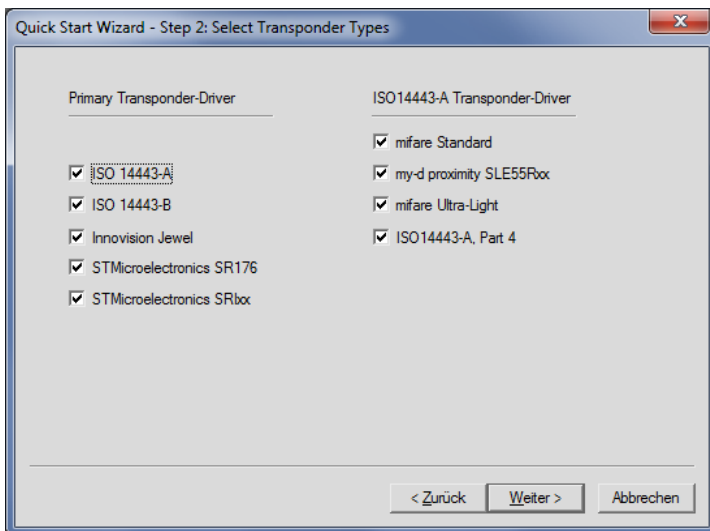 Quick Start Wizard - Step 2: Select Transponder Types
Primary Transponder-Driver
ISO 14443-A
ISO 14443-B
Innovision Jewel
STMicroelectronics SR176
STMicroelectronics SRIxx
ISO14443-A Transponder-Driver
mifare Standard
my-d proximity SLE55Rxx
mifare Ultra-Light
ISO14443-A, Part 4
< Zurück
Weiter >
Abbrechen